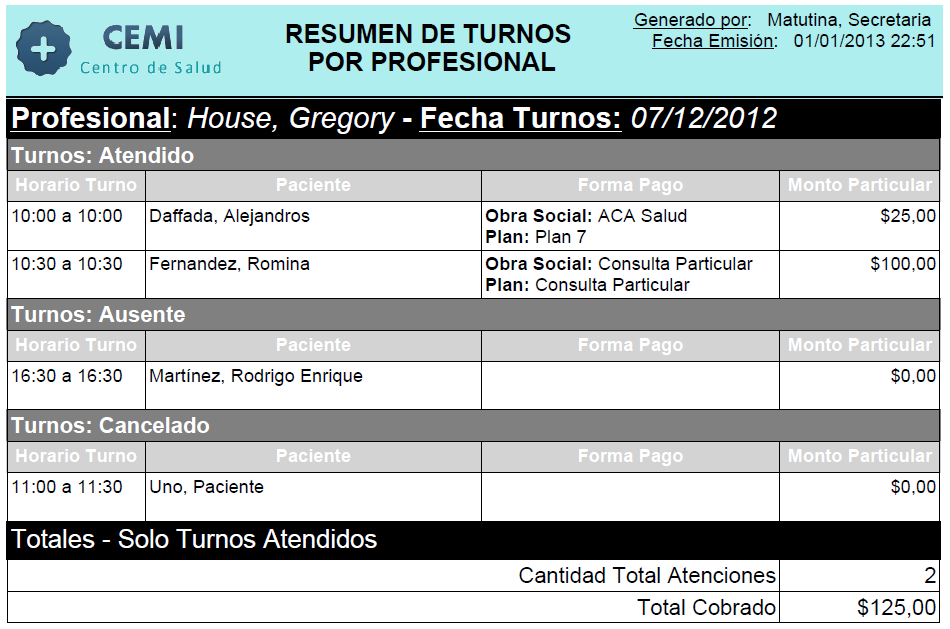 CEMI
Centro de Salud
RESUMEN DE TURNOS
POR PROFESIONAL
Generado por: Matutina, Secretaria
Fecha Emisión: 01/01/2013 22:51
Profesional: House, Gregory - Fecha Turnos: 07/12/2012
Turnos: Atendido
Horario Turno Paciente Forma Pago Monto Particular
10:00 a 10:00 Daffada, Alejandros Obra Social: ACA Salud $25,00
Plan: Plan 7
10:30 a 10:30 Fernandez, Romina Obra Social: Consulta Particular $100,00
Plan: Consulta Particular
Turnos: Ausente
Horario Turno Paciente Forma Pago Monto Particular
16:30 a 16:30 Martínez, Rodrigo Enrique $0,00
Turnos: Cancelado
Horario Turno Paciente Forma Pago Monto Particular
11:00 a 11:30 Uno, Paciente $0,00
Totales - Solo Turnos Atendidos
Cantidad Total Atenciones 2
Total Cobrado $125,00